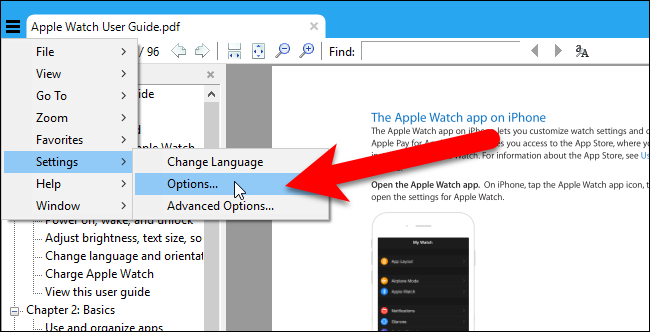 Apple Watch User Guide.pdf
/ 96
Find:
File
View
Go To
Zoom
Favorites
Settings
Help
Window
Change Language
Options...
Advanced Options...
Power on, wake, and unlock
Adjust brightness, text size, so
Change language and orientat
Charge Apple Watch
View this user guide
Chapter 2: Basics
Use and organize apps
The Apple Watch app on iPhone
The Apple Watch app on iPhone lets you customize watch settings and
Apple Pay for
you access to the App Store, where yo
Watch. For information about the App Store, see Us
Open the Apple Watch app. On iPhone, tap the Apple Watch app icon, t
open the settings for Apple Watch.
My Watch
App Layout
Airplane Mode
Apple Watch
Notifications
Glances